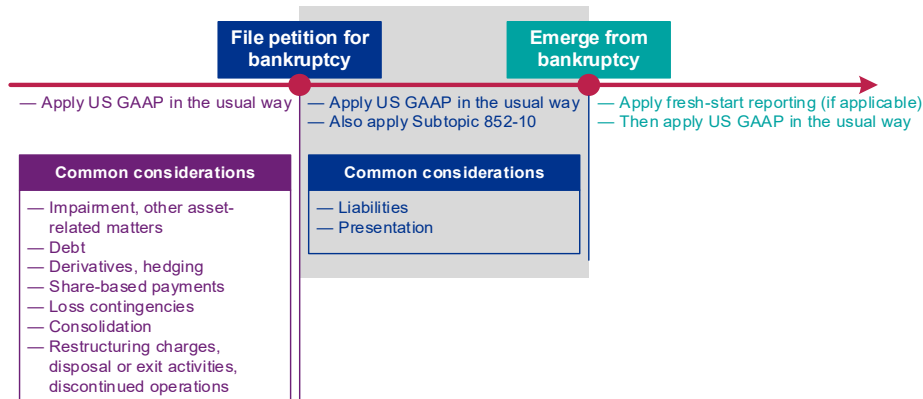 File petition for
bankruptcy
Emerge from
bankruptcy
— Apply US GAAP in the usual way
— Apply US GAAP in the usual way
— Also apply Subtopic 852-10
— Apply fresh-start reporting (if applicable)
— Then apply US GAAP in the usual way
Common considerations
— Impairment, other asset-
related matters
— Debt
— Derivatives, hedging
— Share-based payments
— Loss contingencies
— Consolidation
— Restructuring charges,
disposal or exit activities,
discontinued operations
Common considerations
— Liabilities
— Presentation